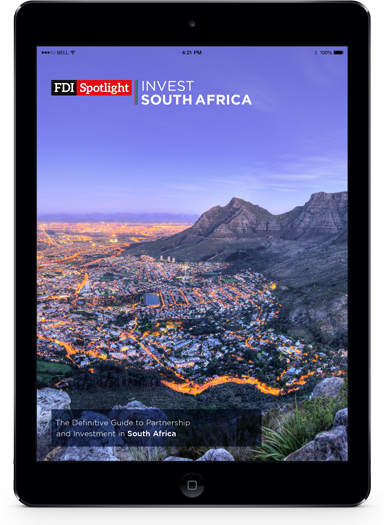 BELL 4:21 PM 100%
FDI Spotlight INVEST
SOUTH AFRICA
The Definitive Guide to Partnership
and Investment in South Africa